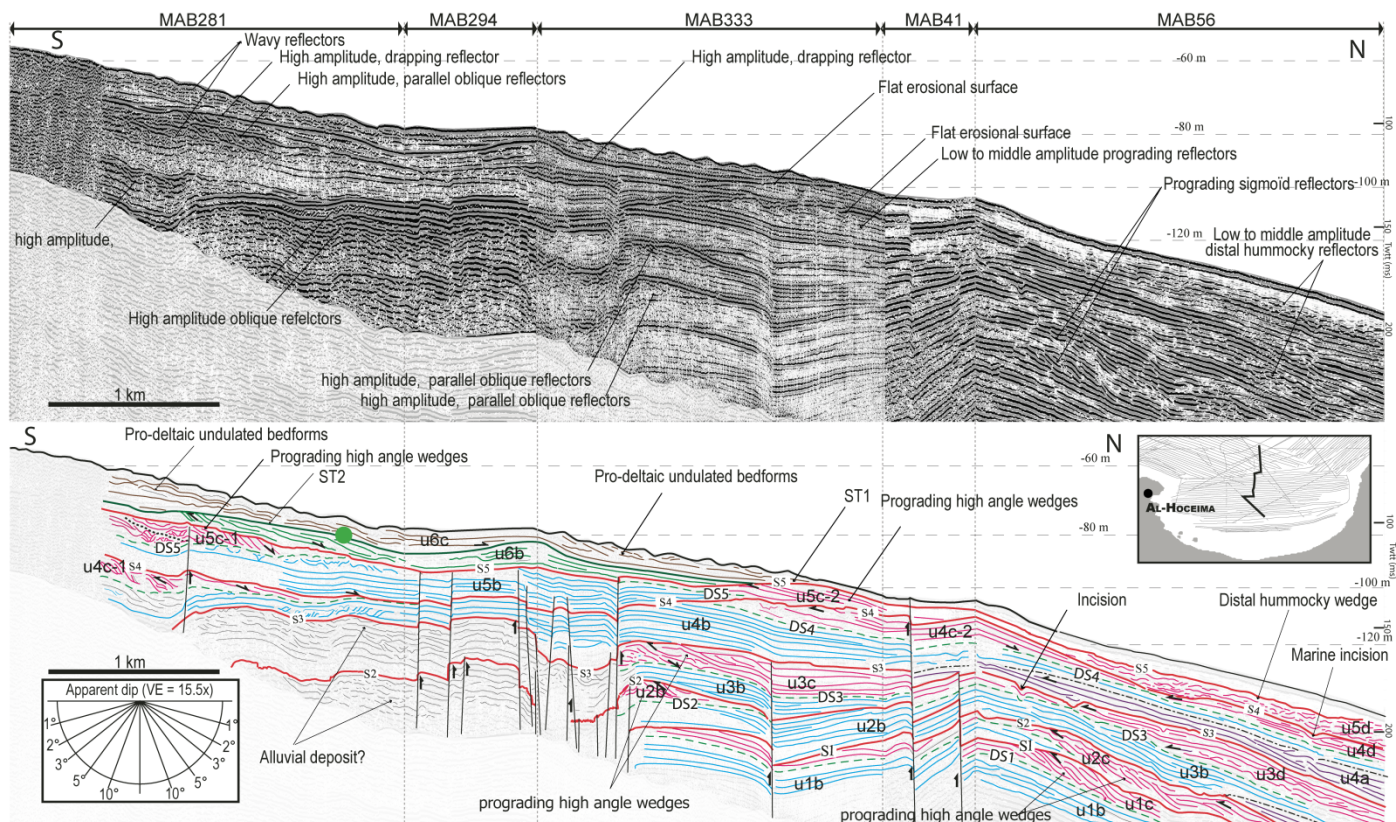 MAB281 MAB294 MAB333 MAB41 MAB56
S
N
Wavy reflectors
High amplitude, drapping reflector
High amplitude, parallel oblique reflectors
High amplitude, drapping reflector
Flat erosional surface
Flat erosional surface
Low to middle amplitude prograding reflectors
Prograding sigmoïd reflectors
Low to middle amplitude
distal hummocky reflectors
high amplitude,
High amplitude oblique refelctors
high amplitude, parallel oblique reflectors
high amplitude, parallel oblique reflectors
-60 m
-80 m
-100 m
-120 m
100
150
200
Twtt (ms)
1 km
S
N
Pro-deltaic undulated bedforms
Prograding high angle wedges
ST2
Pro-deltaic undulated bedforms
ST1
Prograding high angle wedges
AL-HOCEIMA
-60 m
-80 m
-100 m
-120 m
100
150
200
Twtt (ms)
Incision
Distal hummocky wedge
Marine incision
u6c
u6b
u5c-1
DS5
u4c-1
S4
S5
u5b
S3
S2
S5
DS5
u5c-2
S4
S4
DS4
u4b
u4c-2
S3
S3
S2
u2b
DS2
u3b
u3c
DS3
u2b
S1
u1b
DS4
S5
S4
S3
S2
S1
DS1
DS3
u2c
u1c
u1b
u3b
u3d
u5d
u4d
u4a
1 km
Apparent dip (VE = 15.5x)
1° 1°
2° 2°
3° 3°
5° 5°
10° 10°
Alluvial deposit?
prograding high angle wedges
prograding high angle wedges